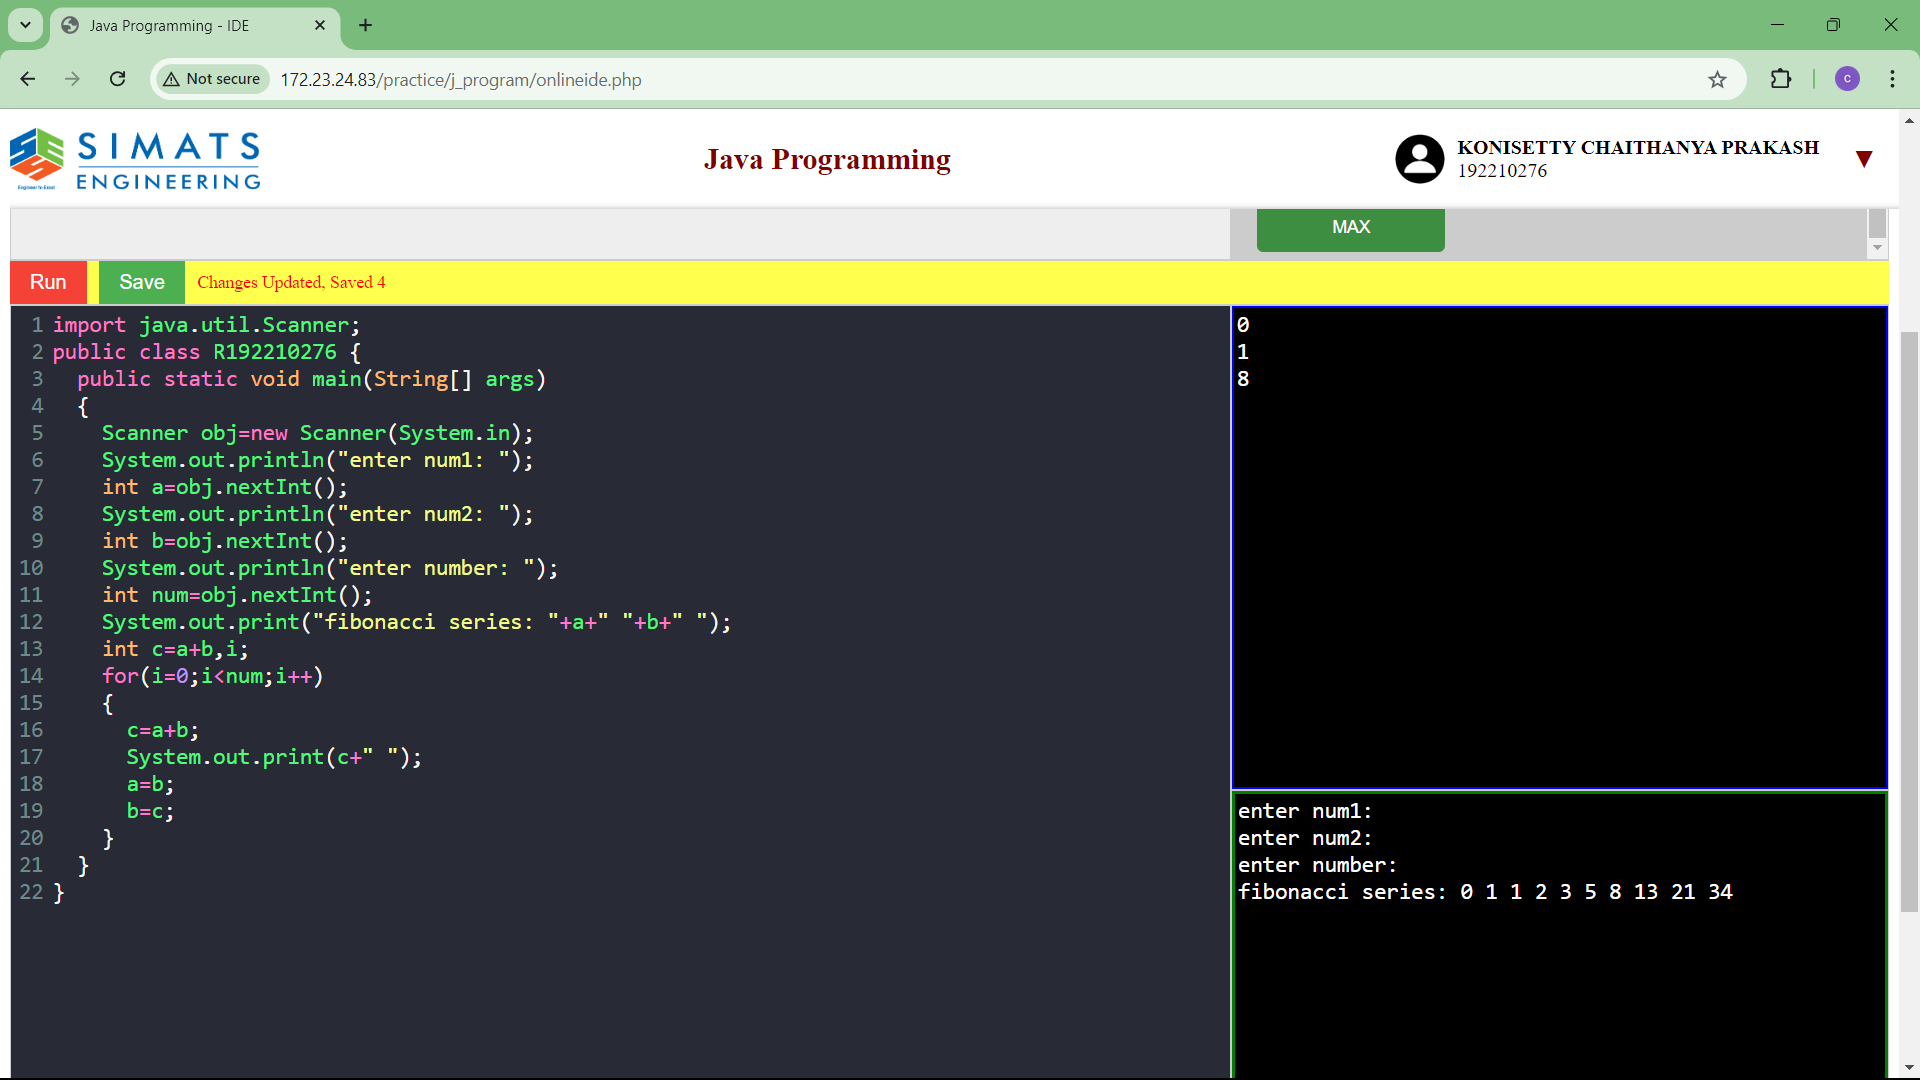 Java Programming - IDE
Not secure 172.23.24.83/practice/j_program/onlineide.php
C
SIMATS
ENGINEERING
Engineer to Excel
Java Programming
KONISETTY CHAITHANYA PRAKASH
192210276
MAX
Run Save Changes Updated, Saved 4
1 import java.util.Scanner;
2 public class R192210276 {
3   public static void main(String[] args)
4   {
5     Scanner obj=new Scanner(System.in);
6     System.out.println("enter num1: ");
7     int a=obj.nextInt();
8     System.out.println("enter num2: ");
9     int b=obj.nextInt();
10     System.out.println("enter number: ");
11     int num=obj.nextInt();
12     System.out.print("fibonacci series: "+a+" "+b+" ");
13     int c=a+b,i;
14     for(i=0;i<num;i++)
15     {
16       c=a+b;
17       System.out.print(c+" ");
18       a=b;
19       b=c;
20     }
21   }
22 }
0
1
8
enter num1:
enter num2:
enter number:
fibonacci series: 0 1 1 2 3 5 8 13 21 34